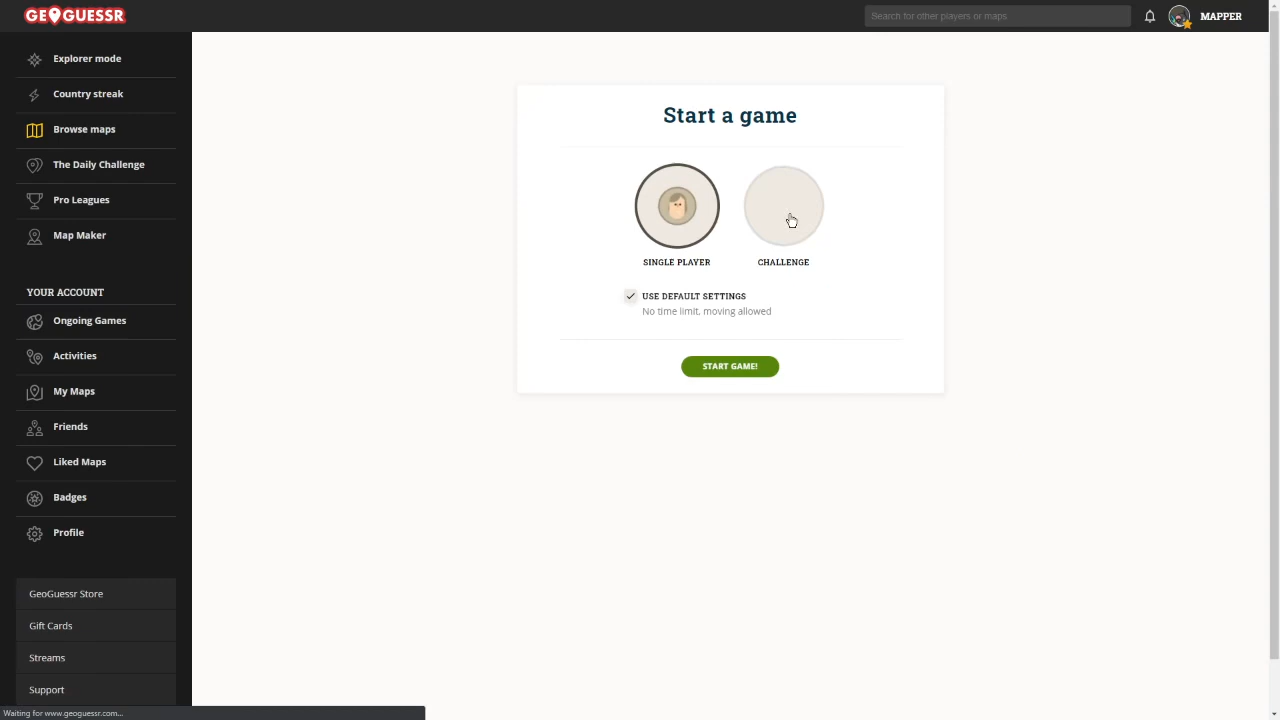 GEOGUESSR
Search for other players or maps
MAPPER
Explorer mode
Country streak
Browse maps
The Daily Challenge
Pro Leagues
Map Maker
YOUR ACCOUNT
Ongoing Games
Activities
My Maps
Friends
Liked Maps
Badges
Profile
GeoGuessr Store
Gift Cards
Streams
Support
Start a game
SINGLE PLAYER
CHALLENGE
USE DEFAULT SETTINGS
No time limit, moving allowed
START GAME!
Waiting for www.geoguessr.com...